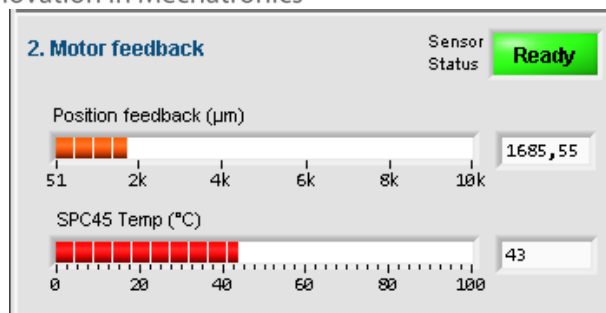 in Mechatronics
2. Motor feedback
Sensor
Status
Ready
Position feedback (µm)
1685,55
51 2k 4k 6k 8k 10k
SPC45 Temp (°C)
43
0 20 40 60 80 100